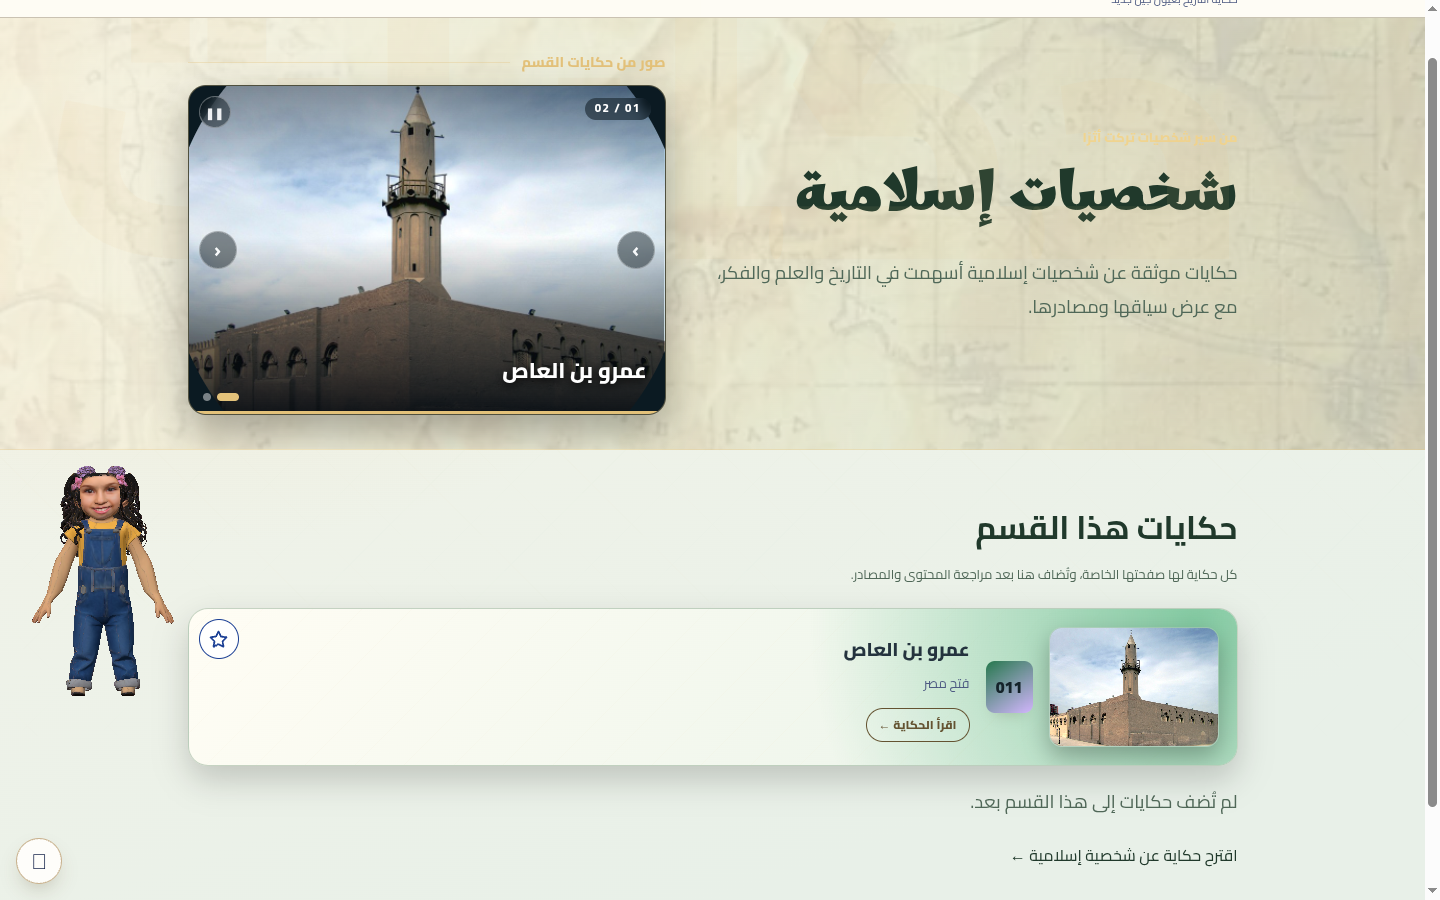 شخصيات إسلامية
حكايات موثقة عن شخصيات إسلامية أسهمت في التاريخ والعلم والفكر،
مع عرض سياقها ومصادرها.
صور من حكايات القسم
02 / 01
عمرو بن العاص
حكايات هذا القسم
كل حكاية لها صفحتها الخاصة، وتُضاف هنا بعد مراجعة المحتوى والمصادر.
011
عمرو بن العاص
فتح مصر
اقرأ الحكاية ←
لم تُضف حكايات إلى هذا القسم بعد.
اقترح حكاية عن شخصية إسلامية ←